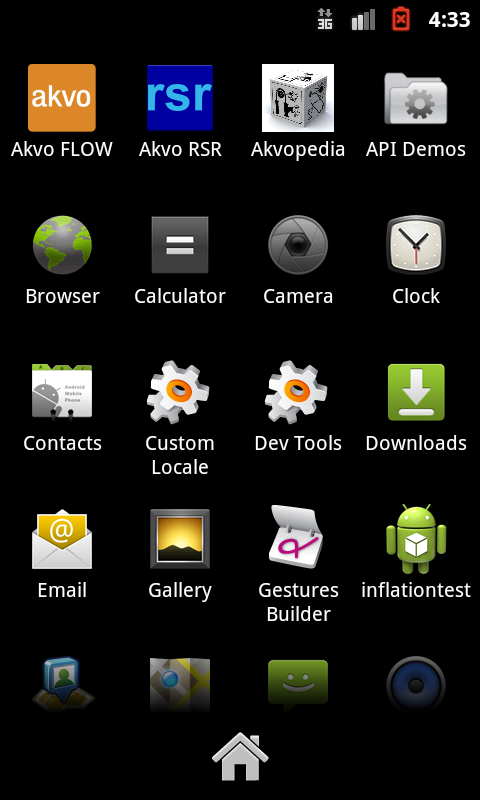 3G 4:33
akvo rsr
Akvo FLOW Akvo RSR Akvopedia API Demos
Browser Calculator Camera Clock
Android
Mobile
Phone
Contacts Custom Dev Tools Downloads
Locale
@
Email Gallery Gestures inflationtest
Builder